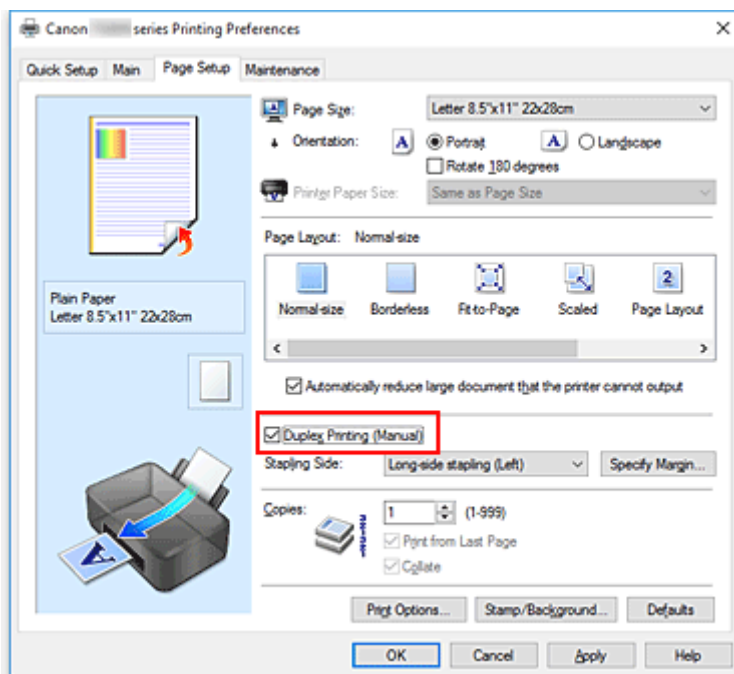 Canon series Printing Preferences
Quick Setup Main Page Setup Maintenance
Page Size: Letter 8.5"x11" 22x28cm
Orientation: A Portrait A Landscape
Rotate 180 degrees
Printer Paper Size: Same as Page Size
Page Layout: Normal-size
Normal-size Borderless Fit-to-Page Scaled 2 Page Layout
Plain Paper
Letter 8.5"x11" 22x28cm
Automatically reduce large document that the printer cannot output
Duplex Printing (Manual)
Stapling Side: Long-side stapling (Left) Specify Margin...
Copies: 1 (1-999)
Print from Last Page
Collate
A
Print Options... Stamp/Background... Defaults
OK Cancel Apply Help